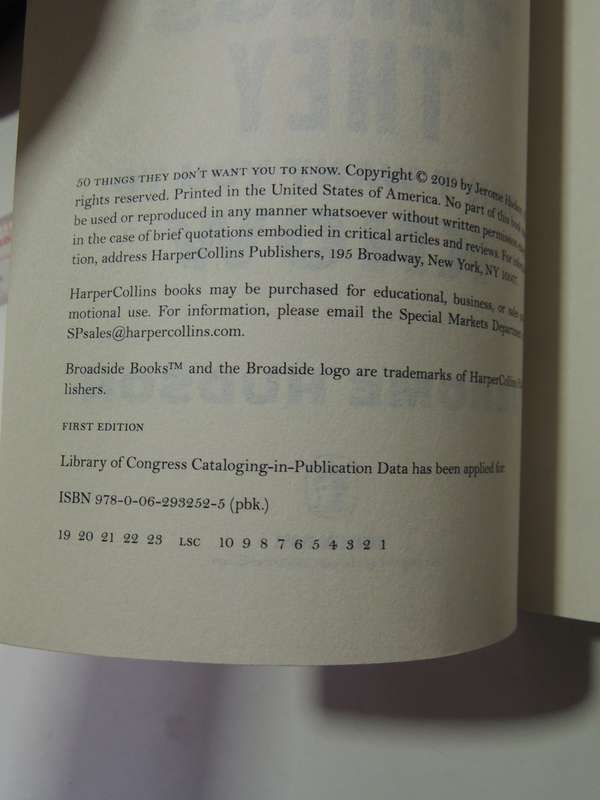 50 THINGS THEY DON'T WANT YOU TO KNOW. Copyright © 2019 by Jerome
rights reserved. Printed in the United States of America. No part of this book
be used or reproduced in any manner whatsoever without written permission
in the case of brief quotations embodied in critical articles and reviews. For
tion, address HarperCollins Publishers, 195 Broadway, New York, NY 10007.
HarperCollins books may be purchased for educational, business, or
motional use. For information, please email the Special Markets Department
SPsales@harpercollins.com.
Broadside Books™ and the Broadside logo are trademarks of HarperCollins
lishers.
FIRST EDITION
Library of Congress Cataloging-in-Publication Data has been applied for
ISBN 978-0-06-293252-5 (pbk.)
19 20 21 22 23 LSC 10 9 8 7 6 5 4 3 2 1